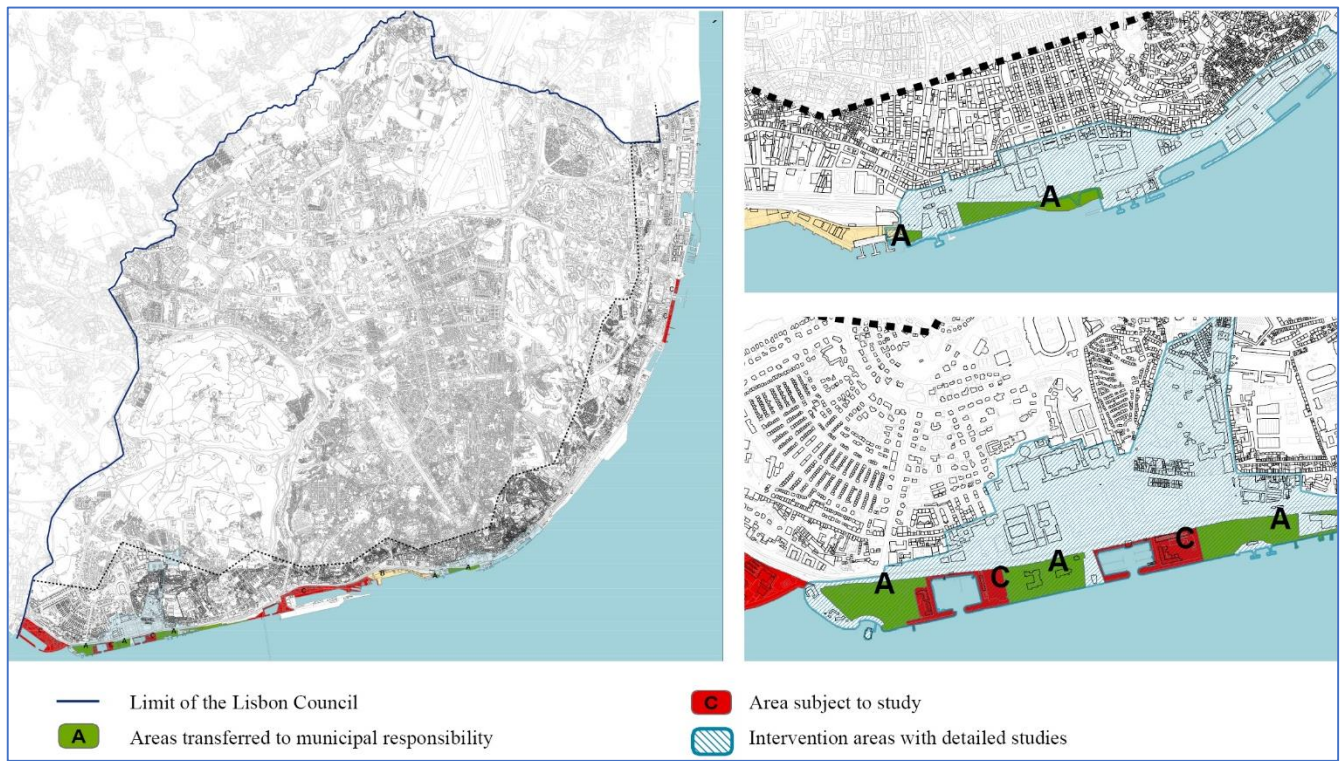 A
A
A
C
A
C
A
Limit of the Lisbon Council
A
Areas transferred to municipal responsibility
C
Area subject to study
Intervention areas with detailed studies